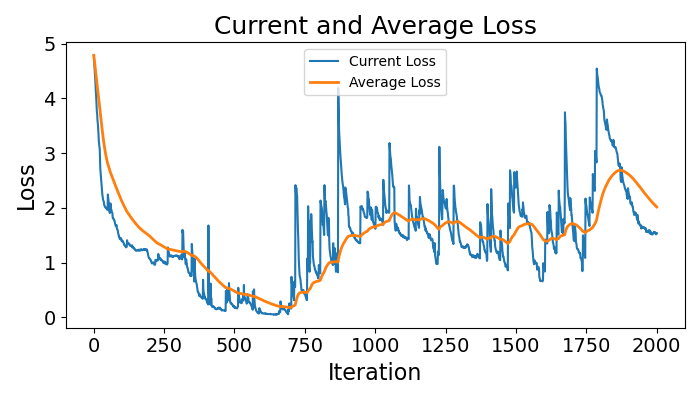 Current and Average Loss
Current Loss
Average Loss
Loss
5
4
3
2
1
0
0 250 500 750 1000 1250 1500 1750 2000
Iteration